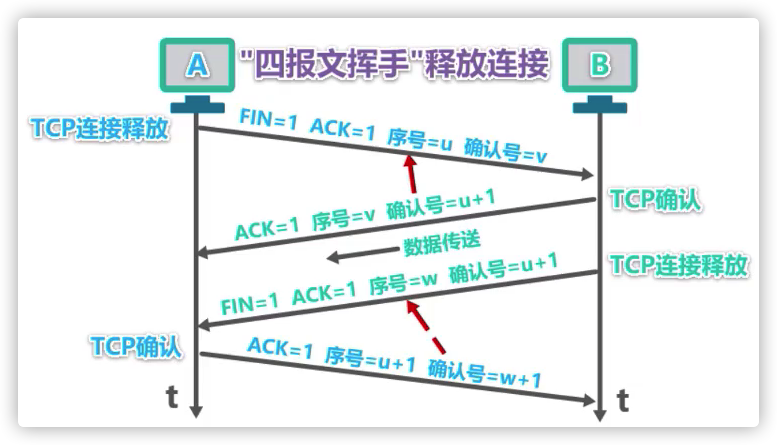 A
"四报文挥手"释放连接
B
TCP连接释放
FIN=1 ACK=1 序号=u 确认号=v
TCP确认
ACK=1 序号=v 确认号=u+1
数据传送
TCP连接释放
FIN=1 ACK=1 序号=w 确认号=u+1
TCP确认
ACK=1 序号=u+1 确认号=w+1
t
t